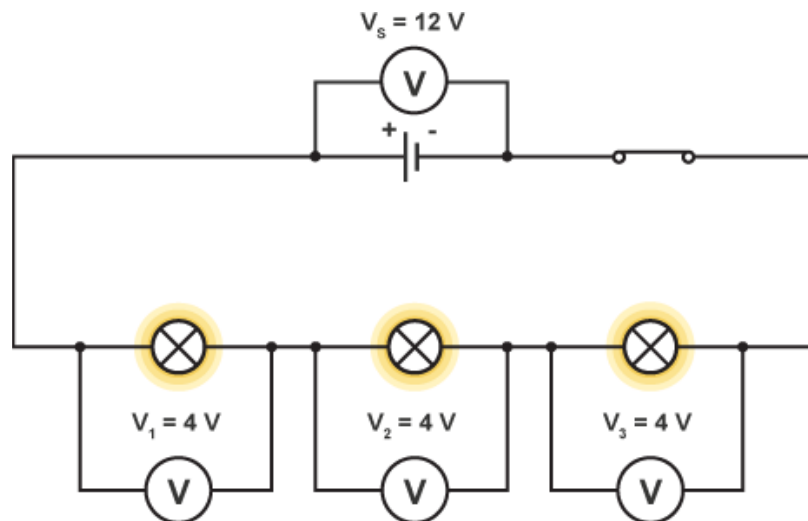 Vₛ = 12 V
V
+ -
V₁ = 4 V
V₂ = 4 V
V₃ = 4 V
V
V
V